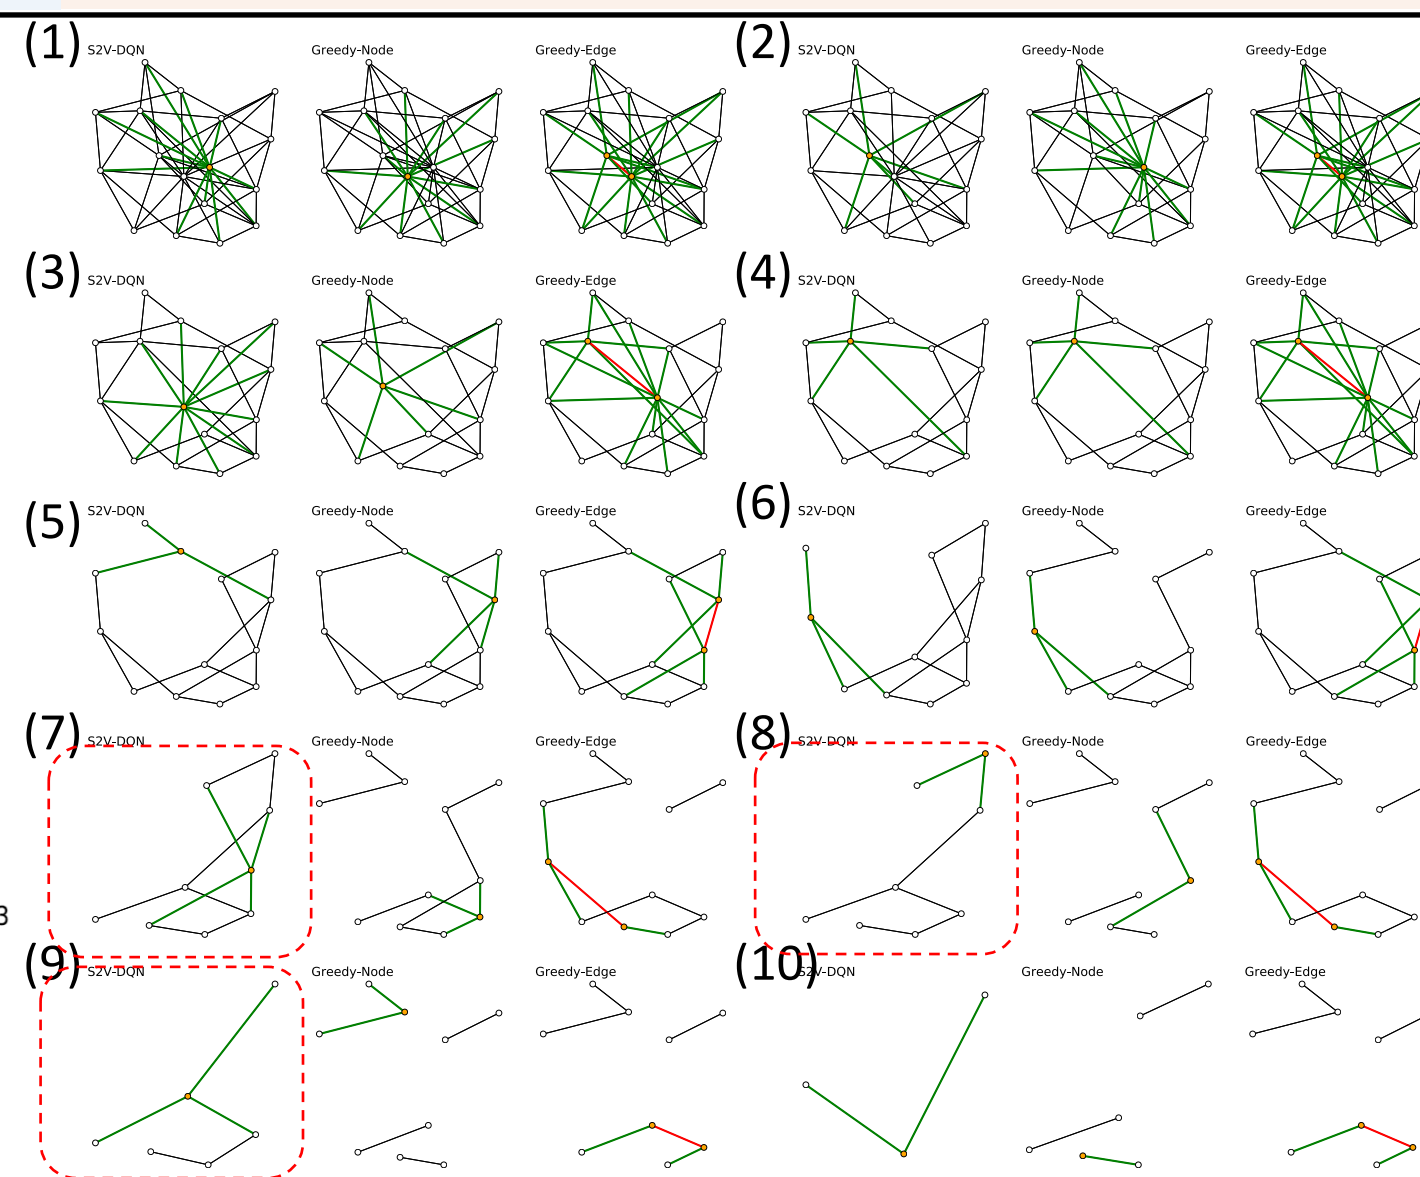 (1) S2V-DQN Greedy-Node Greedy-Edge (2) S2V-DQN Greedy-Node Greedy-Edge
(3) S2V-DQN Greedy-Node Greedy-Edge (4) S2V-DQN Greedy-Node Greedy-Edge
(5) S2V-DQN Greedy-Node Greedy-Edge (6) S2V-DQN Greedy-Node Greedy-Edge
(7) S2V-DQN Greedy-Node Greedy-Edge (8) S2V-DQN Greedy-Node Greedy-Edge
3
(9) S2V-DQN Greedy-Node Greedy-Edge (10) S2V-DQN Greedy-Node Greedy-Edge